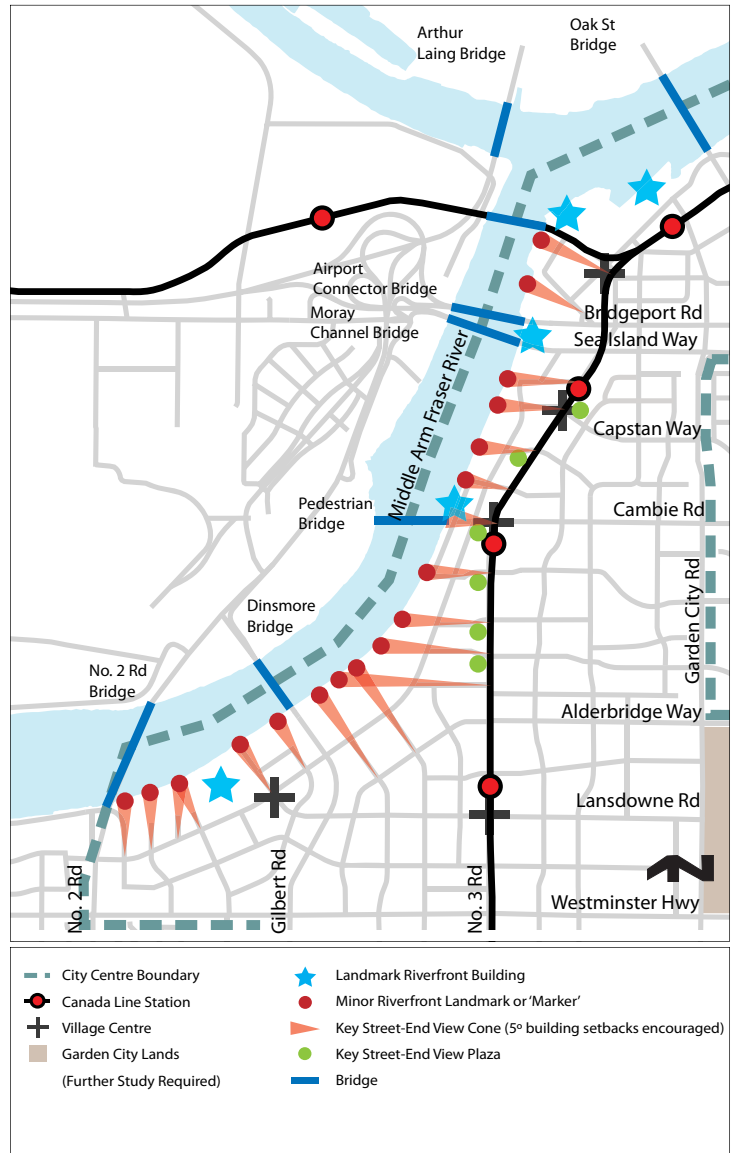 Arthur
Laing Bridge
Oak St
Bridge
Airport
Connector Bridge
Moray
Channel Bridge
Bridgeport Rd
Sea Island Way
Middle Arm Fraser River
Capstan Way
Pedestrian
Bridge
Cambie Rd
Garden City Rd
Dinsmore
Bridge
No. 2 Rd
Bridge
Alderbridge Way
Lansdowne Rd
No. 2 Rd
Gilbert Rd
No. 3 Rd
Westminster Hwy
City Centre Boundary
Canada Line Station
Village Centre
Garden City Lands
(Further Study Required)
Landmark Riverfront Building
Minor Riverfront Landmark or 'Marker'
Key Street-End View Cone (5º building setbacks encouraged)
Key Street-End View Plaza
Bridge